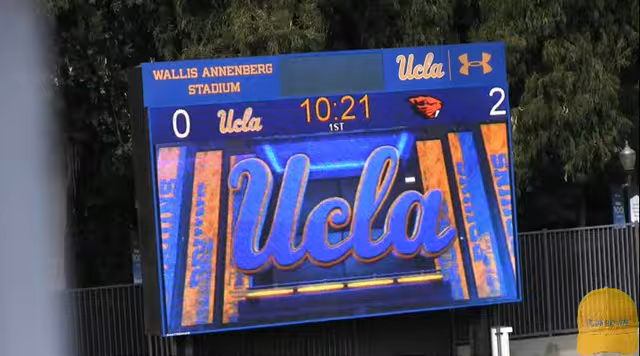 WALLIS ANNENBERG
STADIUM
Ucla
0 Ucla 10:21 2
1ST
Ucla